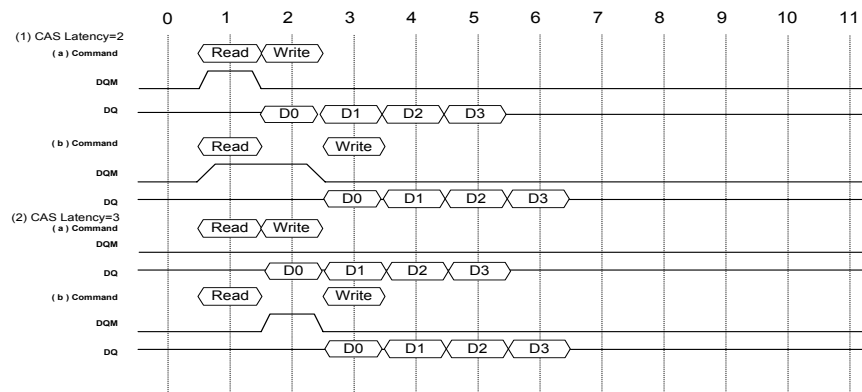 0 1 2 3 4 5 6 7 8 9 10 11
(1) CAS Latency=2
( a ) Command Read Write
DQM
DQ D0 D1 D2 D3
( b ) Command Read Write
DQM
DQ D0 D1 D2 D3
(2) CAS Latency=3
( a ) Command Read Write
DQM
DQ D0 D1 D2 D3
( b ) Command Read Write
DQM
DQ D0 D1 D2 D3